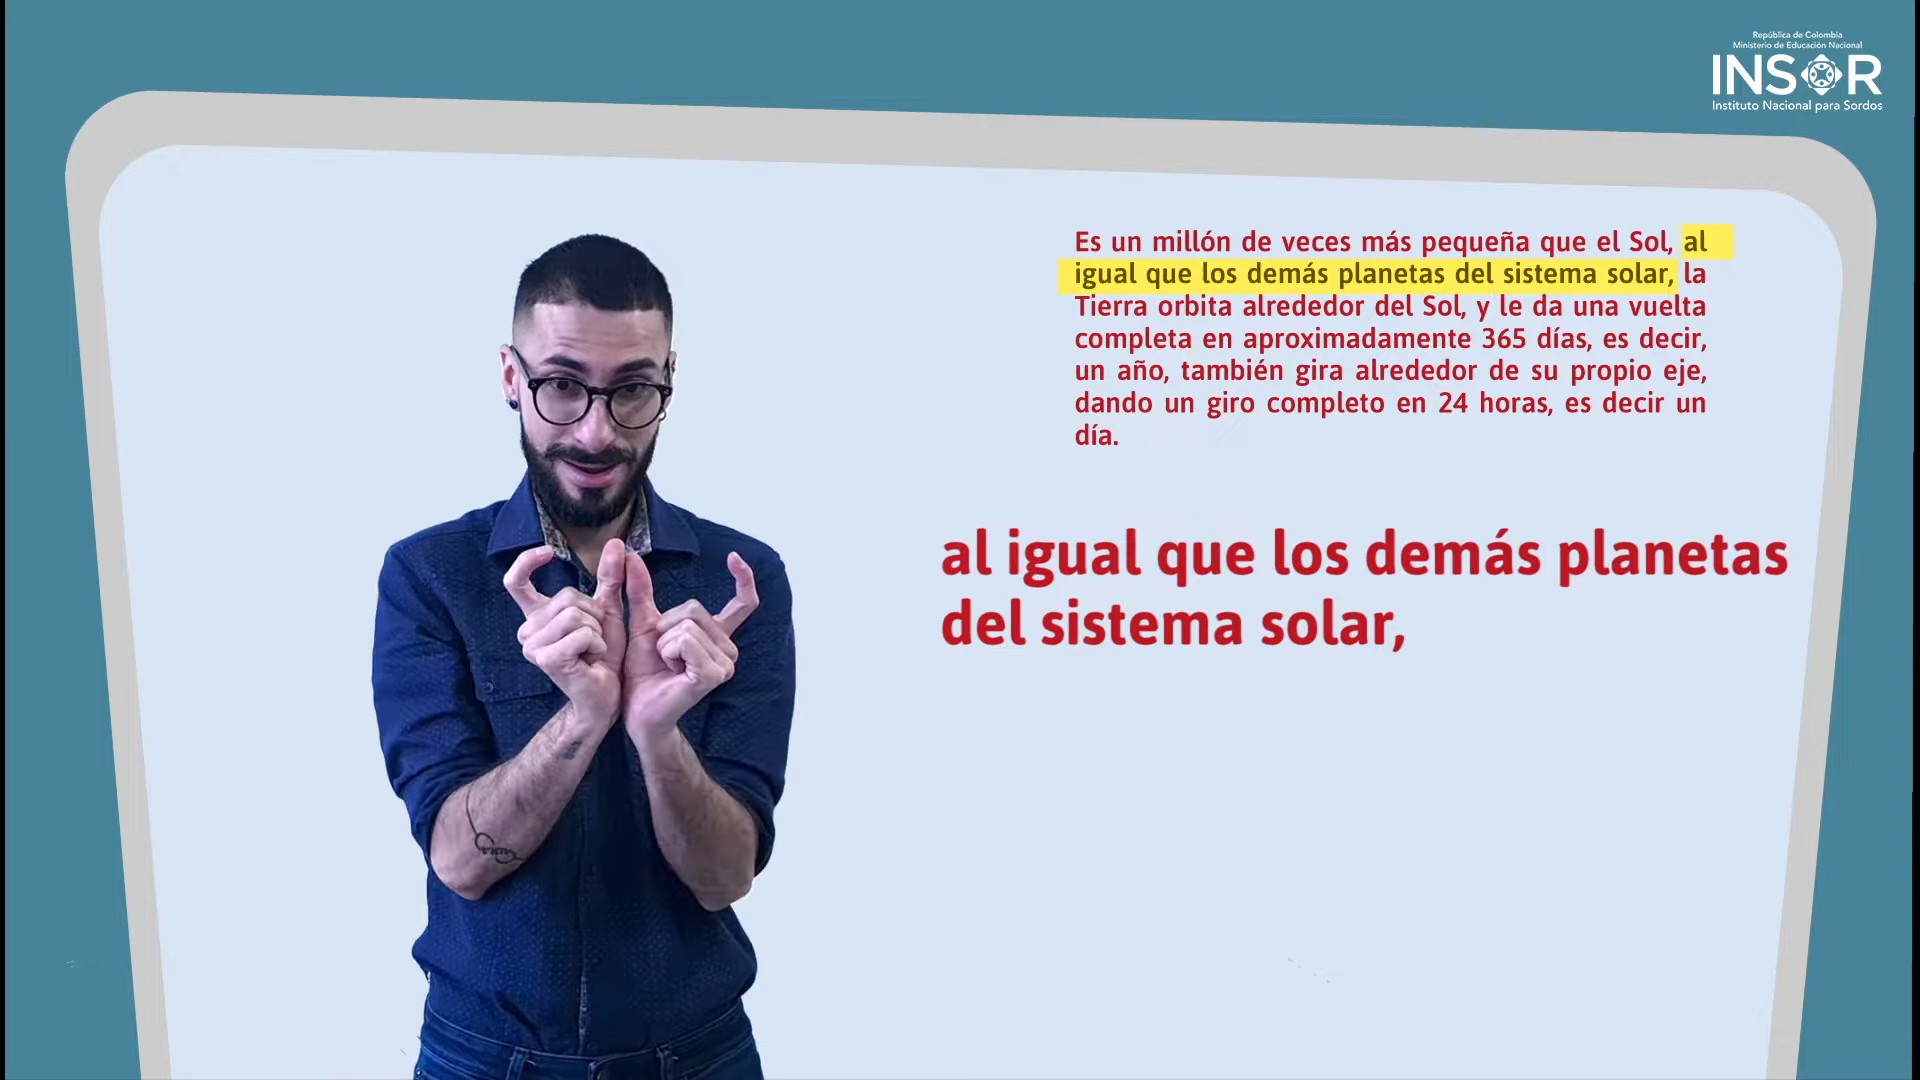 República de Colombia
Ministerio de Educación Nacional
INSOR
Instituto Nacional para Sordos
Es un millón de veces más pequeña que el Sol, al
igual que los demás planetas del sistema solar, la
Tierra orbita alrededor del Sol, y le da una vuelta
completa en aproximadamente 365 días, es decir,
un año, también gira alrededor de su propio eje,
dando un giro completo en 24 horas, es decir un
día.
al igual que los demás planetas
del sistema solar,